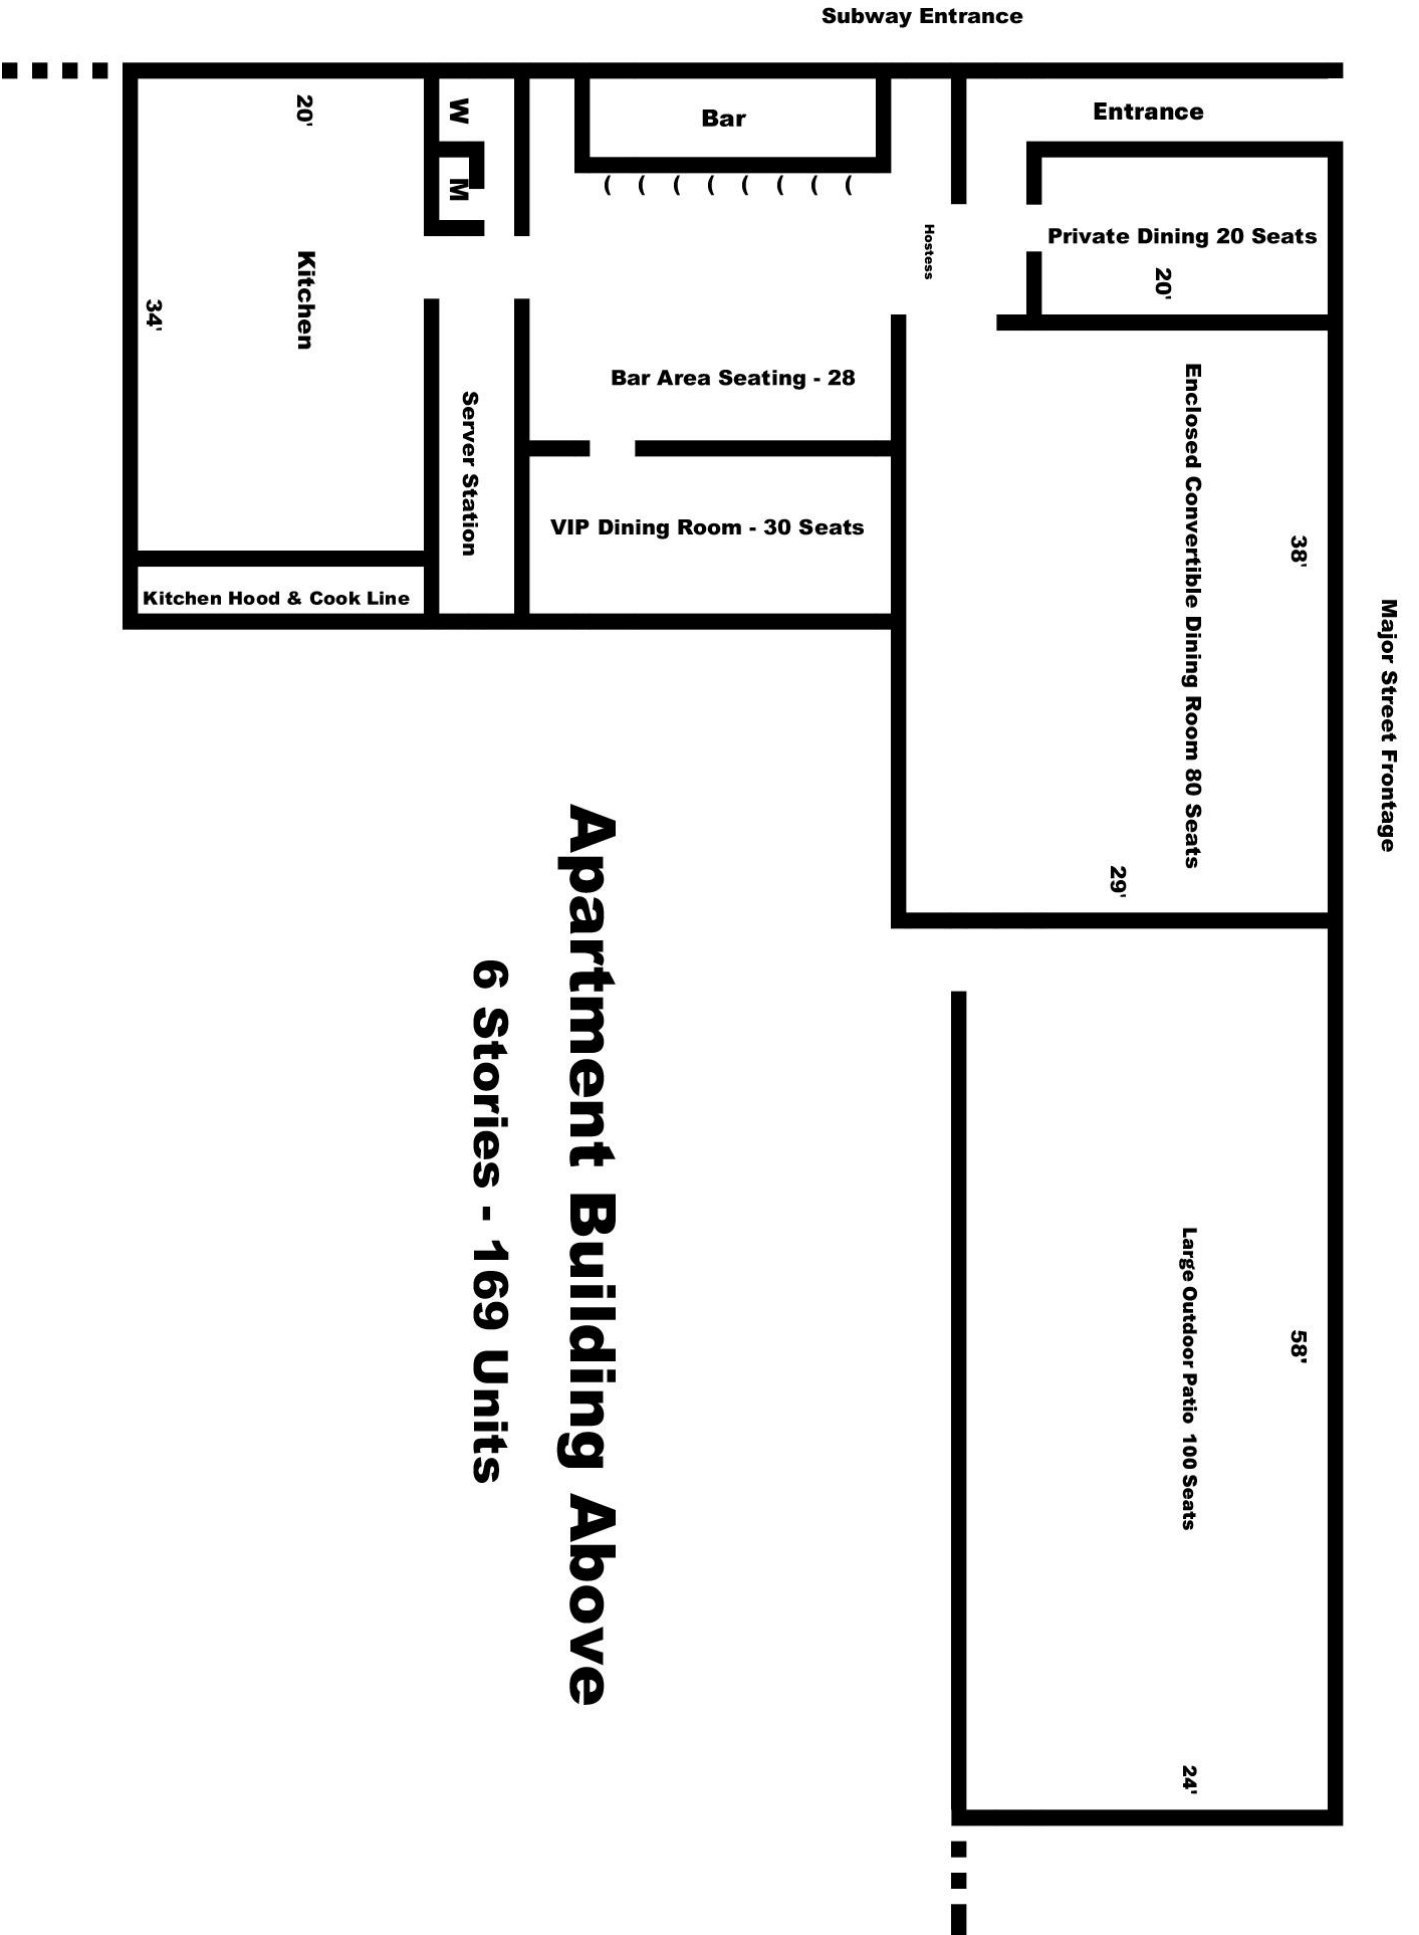 Subway Entrance
Entrance
Bar
20'
W
M
( ( ( ( ( ( ( (
Hostess
Private Dining 20 Seats
20'
Kitchen
34'
Bar Area Seating - 28
Server Station
VIP Dining Room - 30 Seats
Kitchen Hood & Cook Line
Enclosed Convertible Dining Room 80 Seats
38'
29'
Major Street Frontage
Apartment Building Above
6 Stories - 169 Units
Large Outdoor Patio 100 Seats
58'
24'